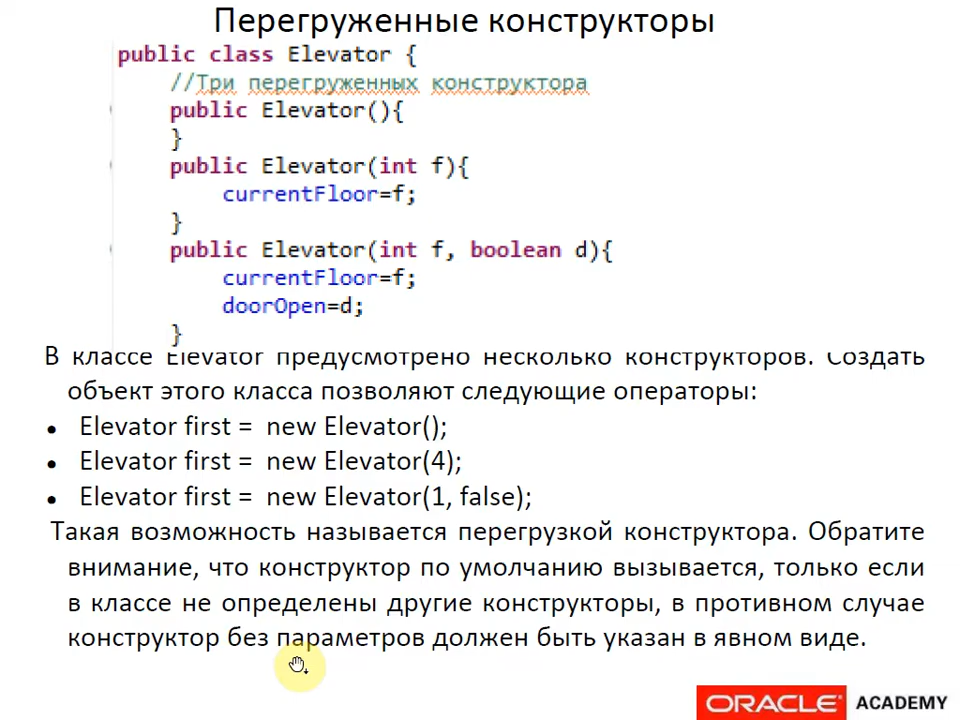 Перегруженные конструкторы
public class Elevator {
//Три перегруженных конструктора
public Elevator(){
}
public Elevator(int f){
currentFloor=f;
}
public Elevator(int f, boolean d){
currentFloor=f;
doorOpen=d;
}
В классе Elevator предусмотрено несколько конструкторов. Создать
объект этого класса позволяют следующие операторы:
• Elevator first = new Elevator();
• Elevator first = new Elevator(4);
• Elevator first = new Elevator(1, false);
Такая возможность называется перегрузкой конструктора. Обратите
внимание, что конструктор по умолчанию вызывается, только если
в классе не определены другие конструкторы, в противном случае
конструктор без параметров должен быть указан в явном виде.
ORACLE ACADEMY